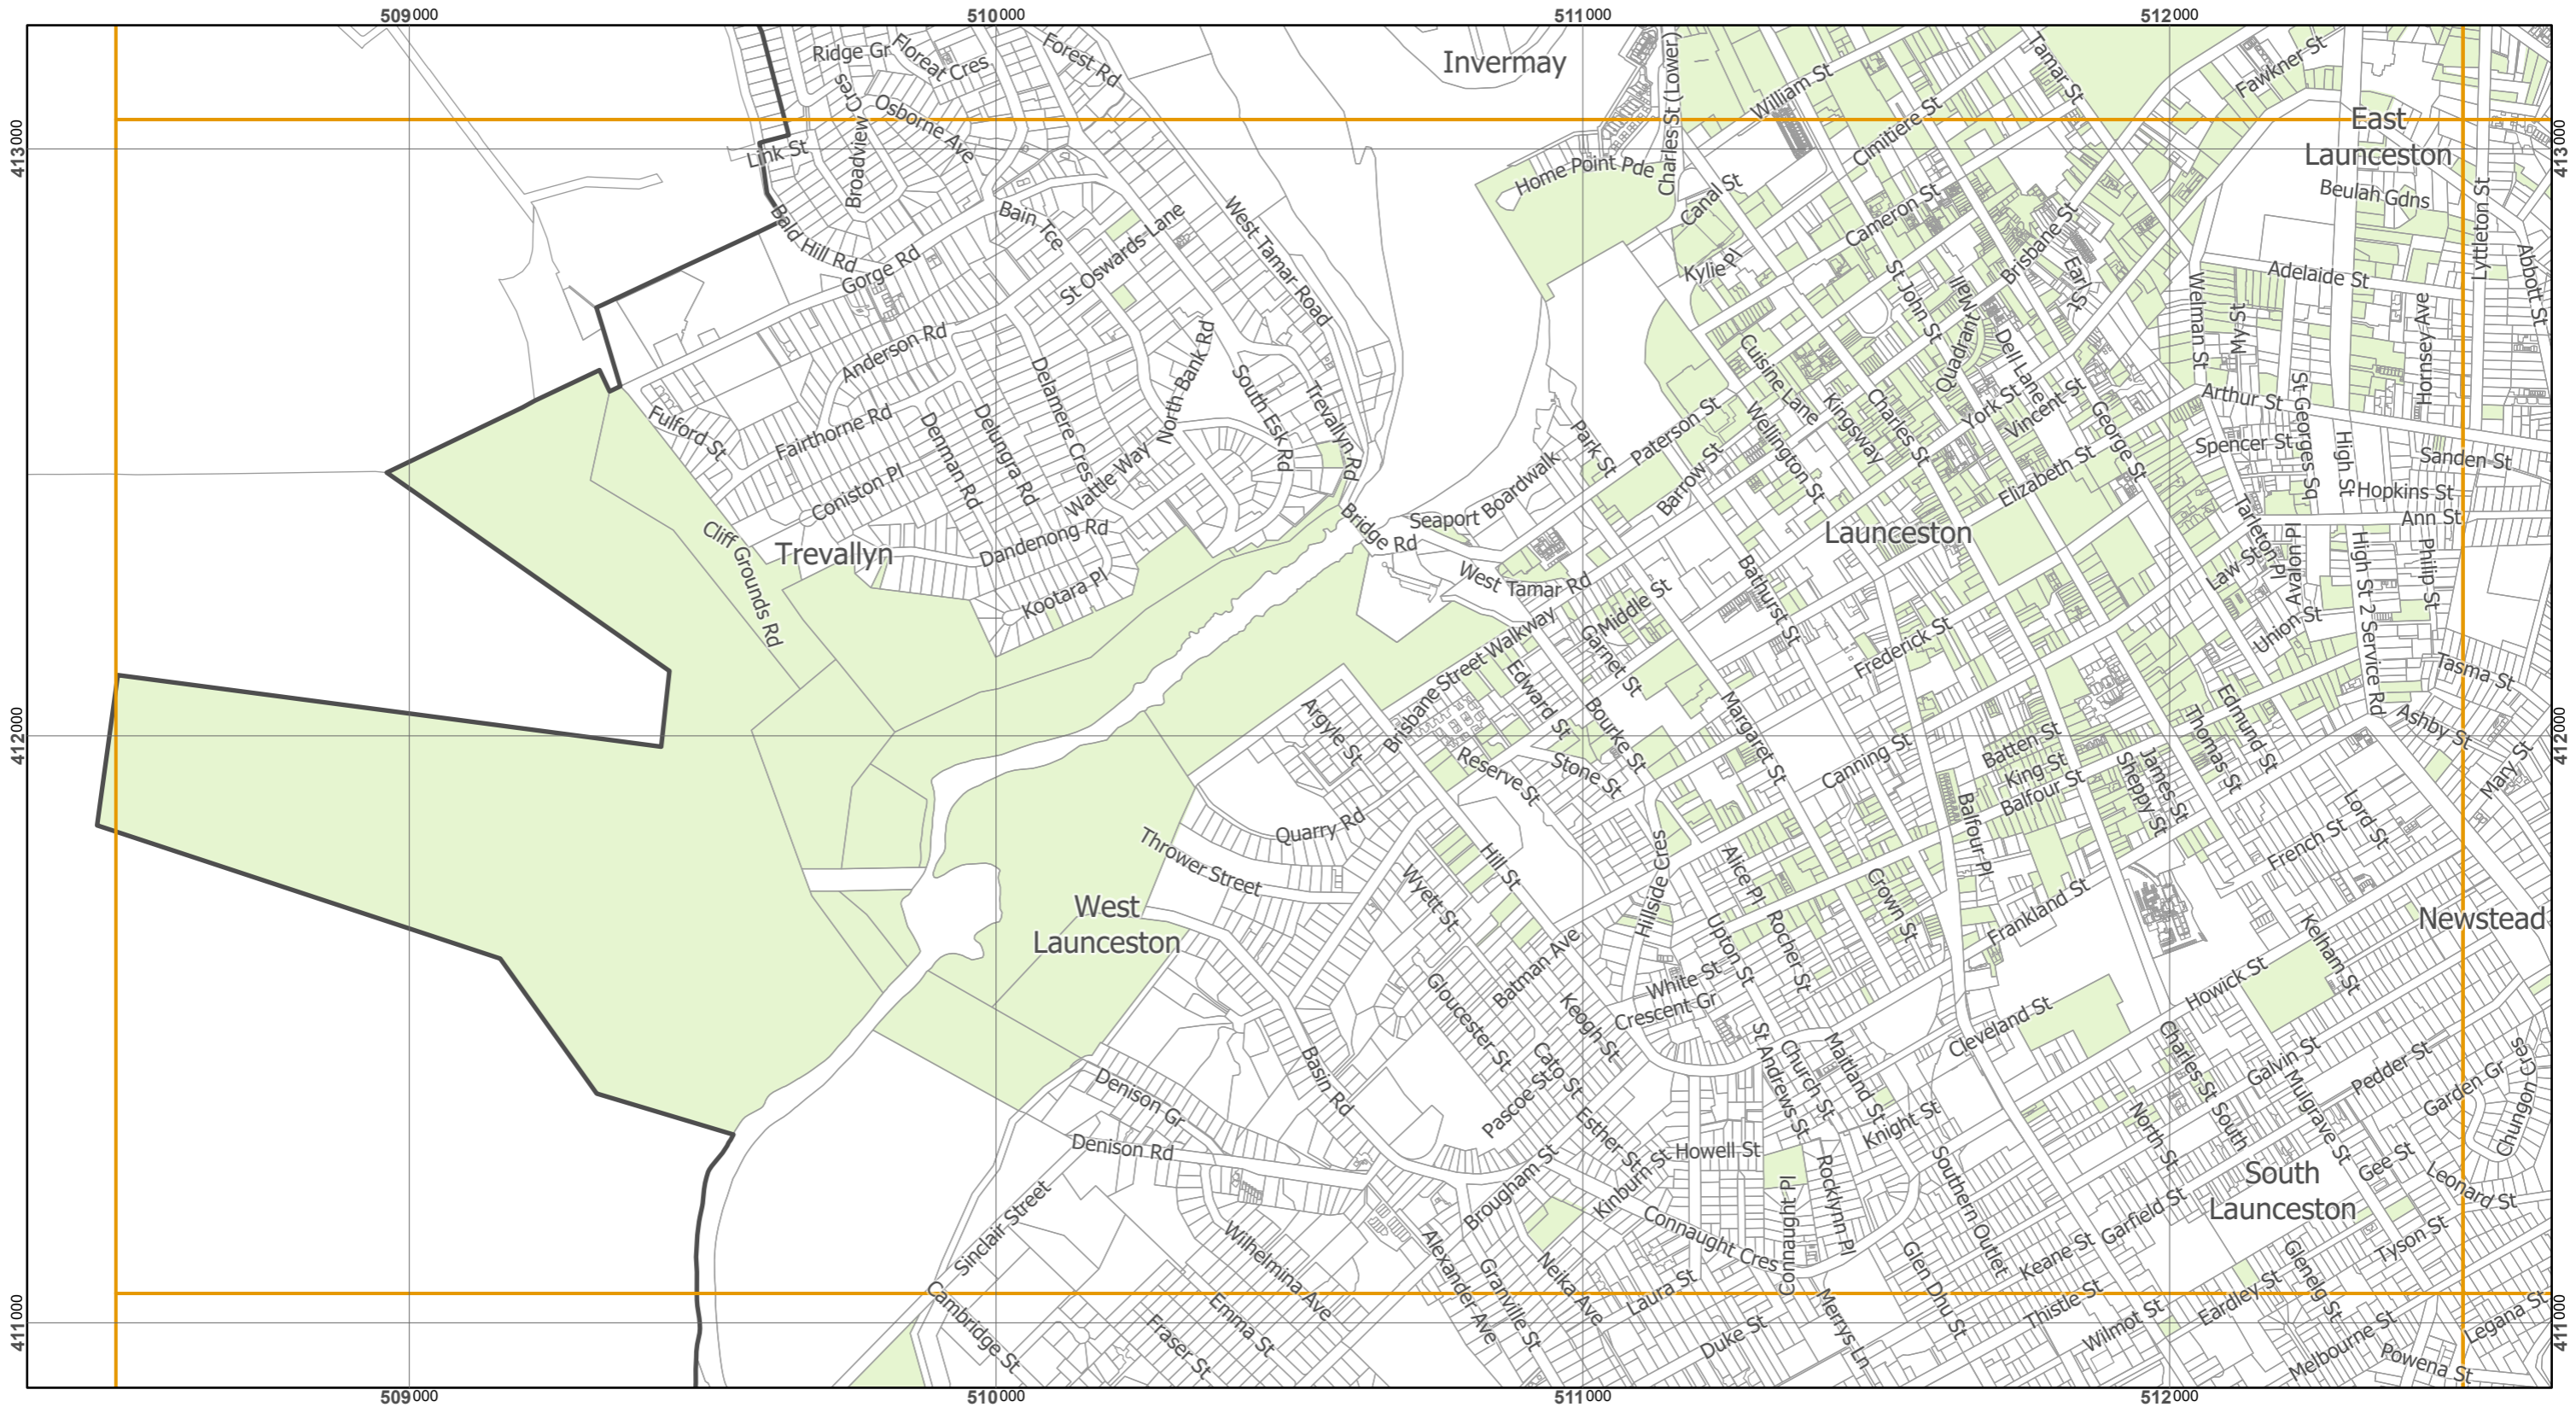 509000
510000
511000
512000
Ridge Gr
Floreat Cres
Forest Rd
Invermay
Charles St (Lower)
William St
Tamar St
Fawkner St
Broadview Cres
Osborne Ave
Cimitiere St
East
Launceston
413000
413000
Link St
Home Point Pde
Canal St
Cameron St
Beulah Gdns
Lyttleton St
Bald Hill Rd
Bain Tce
St Oswards Lane
West Tamar Road
Gorge Rd
Kylie Pl
St John St
Brisbane St
Mall
Earl St
Adelaide St
Abbott St
Welman St
My St
Hornsey Ave
Anderson Rd
North Bank Rd
Cuisine Lane
Quadrant
Dell Lane
Delamere Cres
South Esk Rd
Trevallyn Rd
Kingsway
Charles St
York St
Vincent St
Arthur St
St Georges Sq
Fulford St
Fairthorne Rd
Denman Rd
Delungra Rd
Wattle Way
Park St
Paterson St
Wellington St
George St
Spencer St
High St
Sanden St
Coniston Pl
Barrow St
Elizabeth St
Hopkins St
Ann St
Cliff Grounds Rd
Trevallyn
Dandenong Rd
Bridge Rd
Seaport Boardwalk
Launceston
Tarleton Pl
Kootara Pl
West Tamar Rd
Middle St
Bathurst St
Law St
Avalon Pl
High St 2 Service Rd
Philip St
Garnet St
Frederick St
Union St
Brisbane Street Walkway
Edward St
Tasma St
412000
412000
Argyle St
Bourke St
Margaret St
Edmund St
Thomas St
Ashby St
Reserve St
Stone St
Canning St
Batten St
King St
Balfour St
James St
Sheppy St
Mary St
Quarry Rd
Balfour Pl
Lord St
French St
Thrower Street
Wyett St
Hill St
Hillside Cres
Alice Pl
Crown St
West
Launceston
Frankland St
Newstead
Upton St
Rocher St
Kelham St
Batman Ave
White St
Howick St
Gloucester St
Keogh St
Crescent Gr
Cleveland St
Basin Rd
Cato St
St Andrews St
Church St
Maitland St
Charles St South
Galvin St
Pedder St
Garden Gr
Chungon Cres
Denison Gr
Pascoe St
Esther St
Knight St
North St
Mulgrave St
Denison Rd
Howell St
Gee St
Brougham St
Kinburn St
Connaught Pl
Rocklynn Pl
Southern Outlet
South
Launceston
Leonard St
Sinclair Street
Wilhelmina Ave
Connaught Cres
Garfield St
Keane St
Tyson St
Alexander Ave
Granville St
Neika Ave
Laura St
Glen Dhu St
Genelg St
Cambridge St
Emma St
Fraser St
Duke St
Merrys Ln
Thistle St
Wilmot St
Eardley St
Melbourne St
Legana St
Powena St
411000
411000
509000
510000
511000
512000